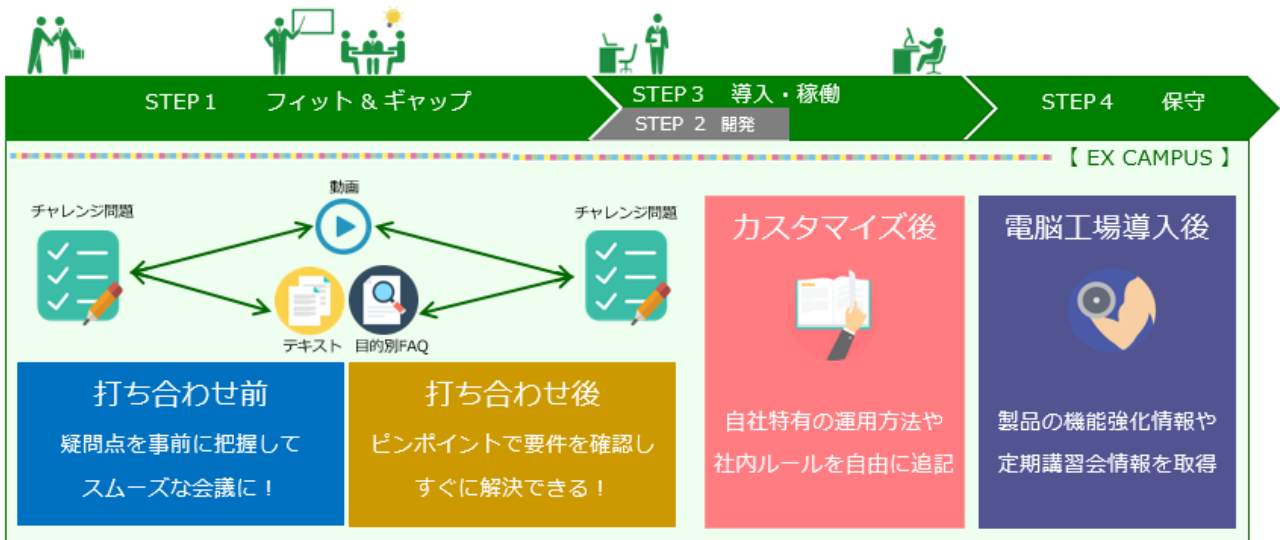 STEP1 フィット & ギャップ
STEP3 導入・稼働
STEP 2 開発
STEP4 保守
【 EX CAMPUS 】
動画
チャレンジ問題
チャレンジ問題
テキスト
目的別FAQ
打ち合わせ前
疑問点を事前に把握して
スムーズな会議に！
打ち合わせ後
ピンポイントで要件を確認し
すぐに解決できる！
カスタマイズ後
自社特有の運用方法や
社内ルールを自由に追記
電脳工場導入後
製品の機能強化情報や
定期講習会情報を取得